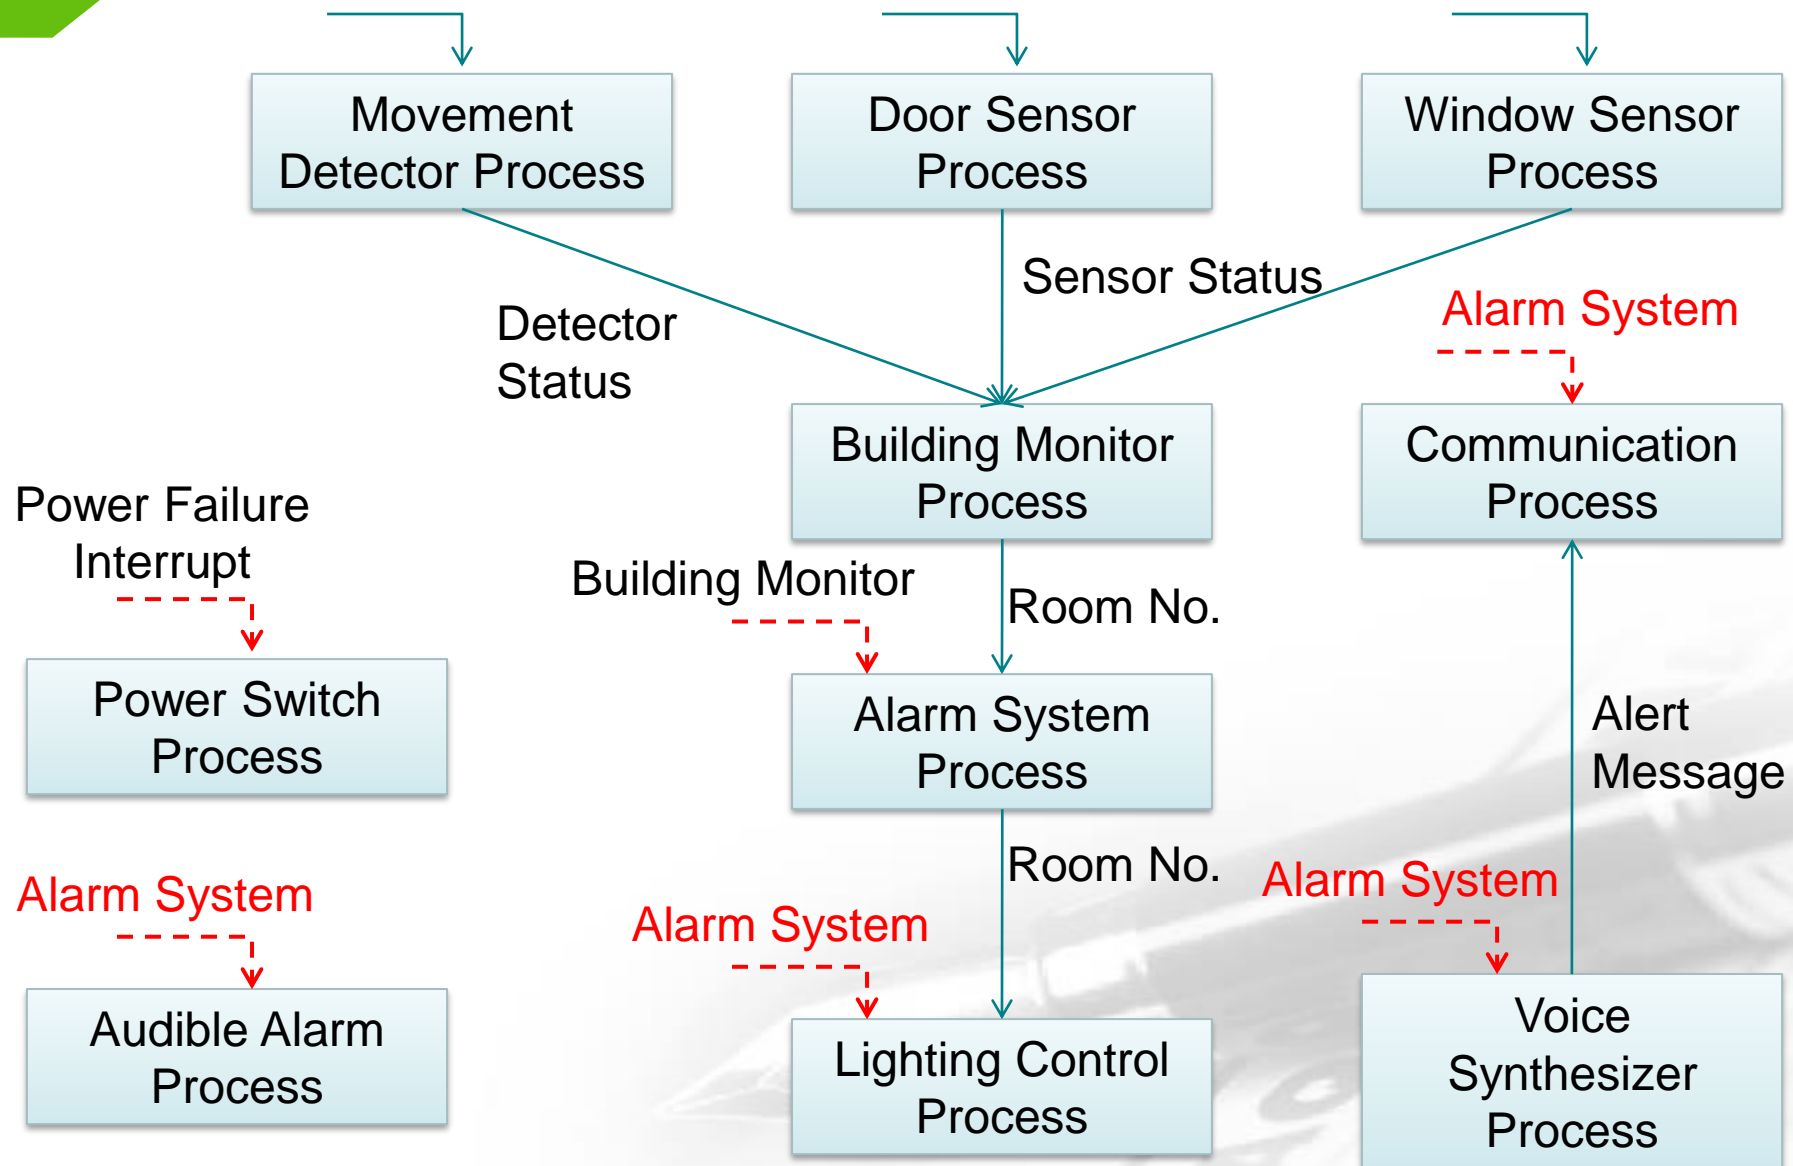 Movement
Detector Process
Door Sensor
Process
Window Sensor
Process
Sensor Status
Detector
Status
Alarm System
Building Monitor
Process
Communication
Process
Power Failure
Interrupt
Building Monitor
Room No.
Power Switch
Process
Alarm System
Process
Alert
Message
Room No.
Alarm System
Alarm System
Alarm System
Audible Alarm
Process
Lighting Control
Process
Voice
Synthesizer
Process